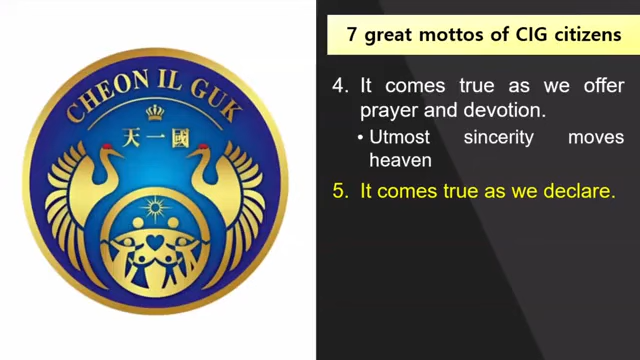 CHEON IL GUK
天一國
7 great mottos of CIG citizens
4. It comes true as we offer
prayer and devotion.
• Utmost sincerity moves
heaven
5. It comes true as we declare.